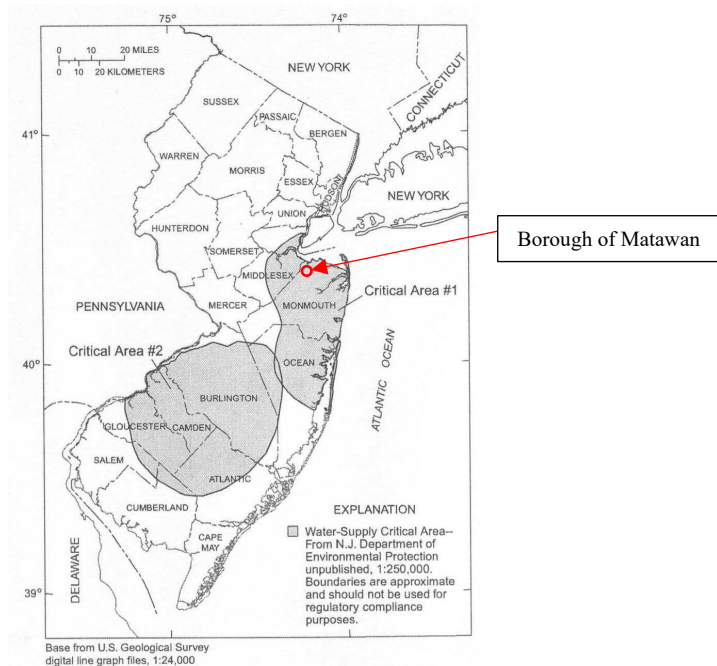 75°
74°
0 10 20 MILES
0 10 20 KILOMETERS
NEW YORK
CONNECTICUT
SUSSEX
PASSAIC
BERGEN
41°
WARREN
MORRIS
ESSEX
HUDSON
NEW YORK
UNION
HUNTERDON
SOMERSET
Borough of Matawan
MIDDLESEX
PENNSYLVANIA
MERCER
MONMOUTH
Critical Area #1
Critical Area #2
40°
OCEAN
ATLANTIC OCEAN
BURLINGTON
GLOUCESTER
CAMDEN
SALEM
ATLANTIC
CUMBERLAND
CAPE
MAY
DELAWARE
39°
EXPLANATION
Water-Supply Critical Area—
From N.J. Department of
Environmental Protection
unpublished, 1:250,000.
Boundaries are approximate
and should not be used for
regulatory compliance
purposes.
Base from U.S. Geological Survey
digital line graph files, 1:24,000